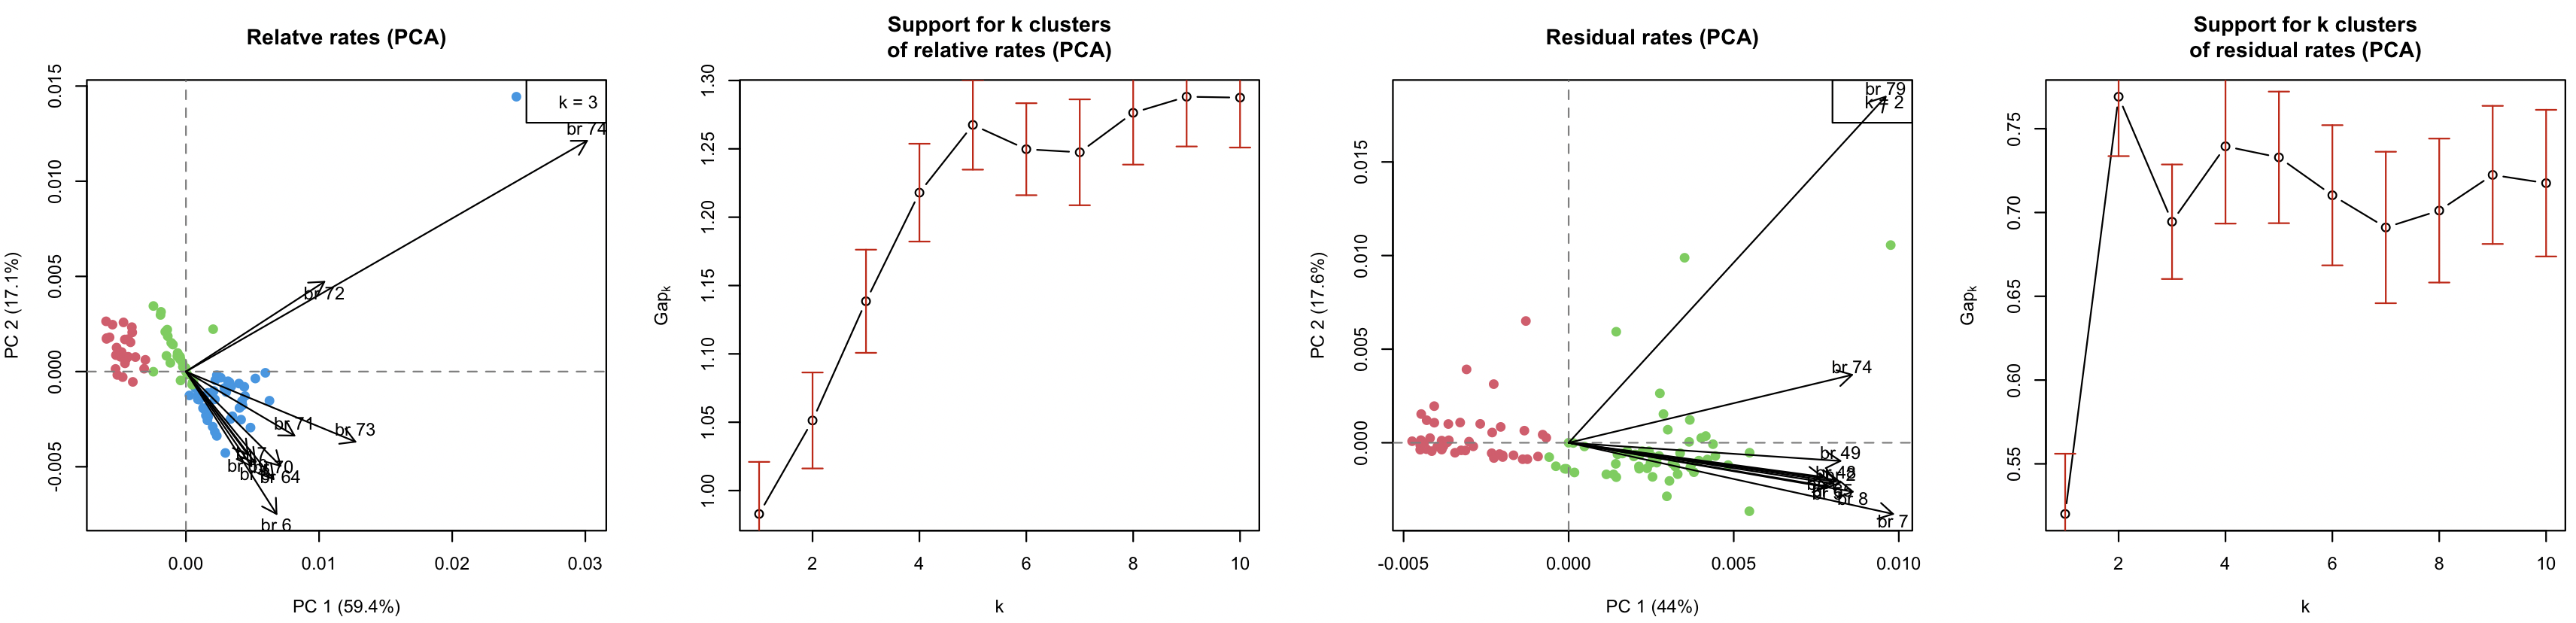 Relatve rates (PCA)
0.015
0.010
0.005
0.000
-0.005
PC 2 (17.1%)
k = 3
br 74
br 72
br 71
br 73
br 64
br 6
0.00
0.01
0.02
0.03
PC 1 (59.4%)
Support for k clusters
of relative rates (PCA)
1.30
1.25
1.20
1.15
1.10
1.05
1.00
Gapk
2
4
6
8
10
k
Residual rates (PCA)
0.015
0.010
0.005
0.000
PC 2 (17.6%)
br 79
k = 2
br 74
br 49
br 8
br 7
-0.005
0.000
0.005
0.010
PC 1 (44%)
Support for k clusters
of residual rates (PCA)
0.75
0.70
0.65
0.60
0.55
Gapk
2
4
6
8
10
k